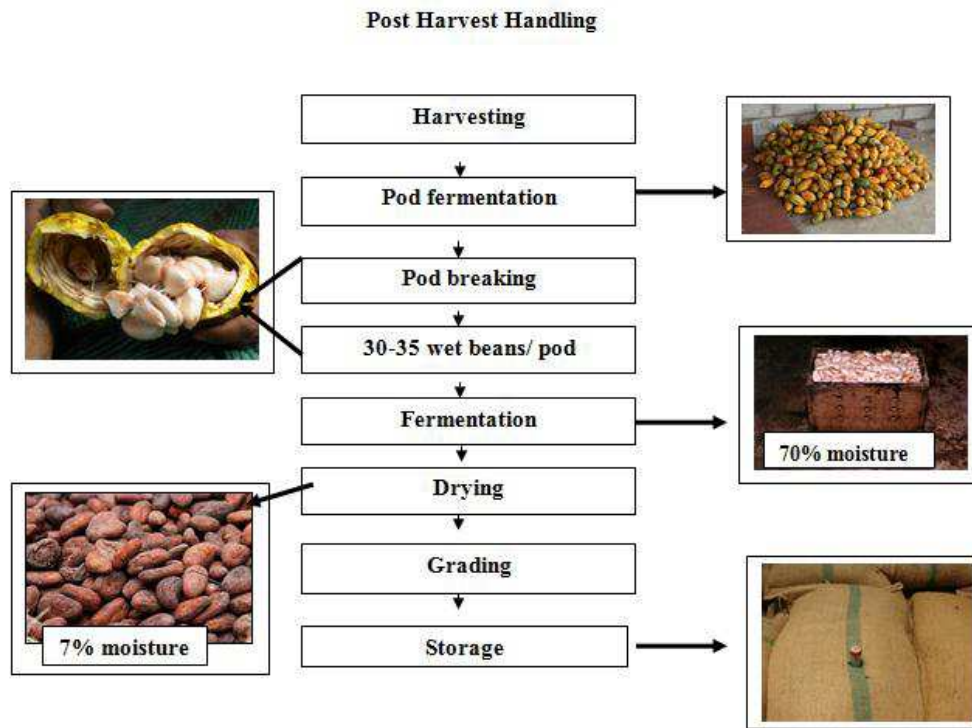 Post Harvest Handling
Harvesting
Pod fermentation
Pod breaking
30-35 wet beans/ pod
Fermentation
70% moisture
Drying
7% moisture
Grading
Storage